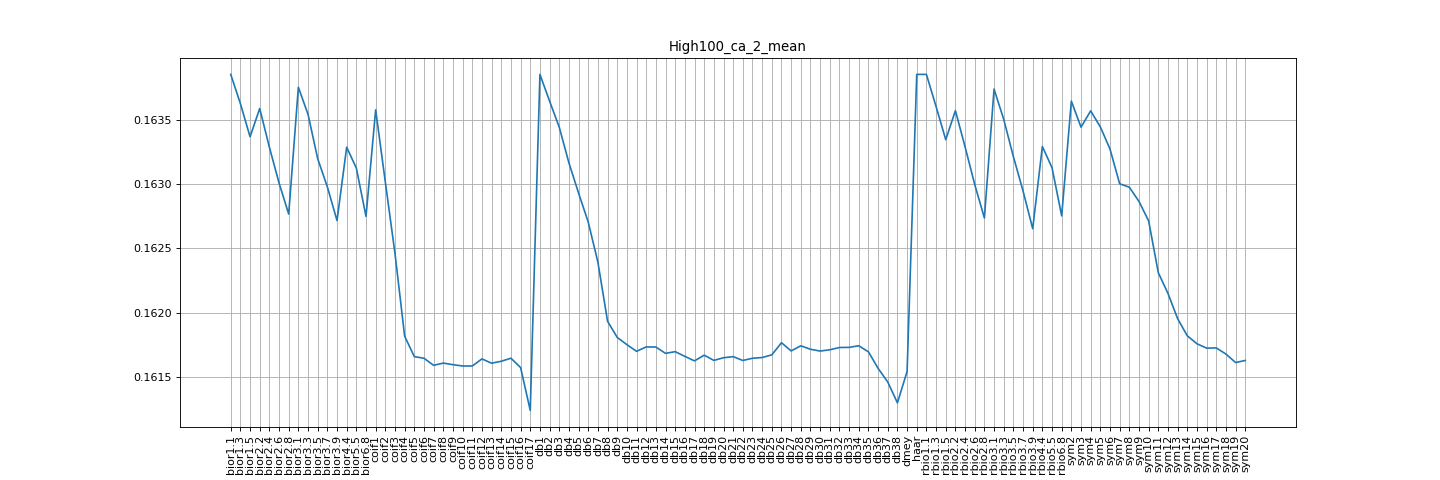 High100_ca_2_mean
0.1635
0.1630
0.1625
0.1620
0.1615
bior1.1
bior1.3
bior1.5
bior2.2
bior2.4
bior2.6
bior2.8
bior3.1
bior3.3
bior3.5
bior3.7
bior3.9
bior4.4
bior5.5
bior6.8
coif1
coif2
coif3
coif4
coif5
coif6
coif7
coif8
coif9
coif10
coif11
coif12
coif13
coif14
coif15
coif16
coif17
db1
db2
db3
db4
db5
db6
db7
db8
db9
db10
db11
db12
db13
db14
db15
db16
db17
db18
db19
db20
db21
db22
db23
db24
db25
db26
db27
db28
db29
db30
db31
db32
db33
db34
db35
db36
db37
db38
dmey
haar
rbio1.1
rbio1.3
rbio1.5
rbio2.2
rbio2.4
rbio2.6
rbio2.8
rbio3.1
rbio3.3
rbio3.5
rbio3.7
rbio3.9
rbio4.4
rbio5.5
rbio6.8
sym2
sym3
sym4
sym5
sym6
sym7
sym8
sym9
sym10
sym11
sym12
sym13
sym14
sym15
sym16
sym17
sym18
sym19
sym20